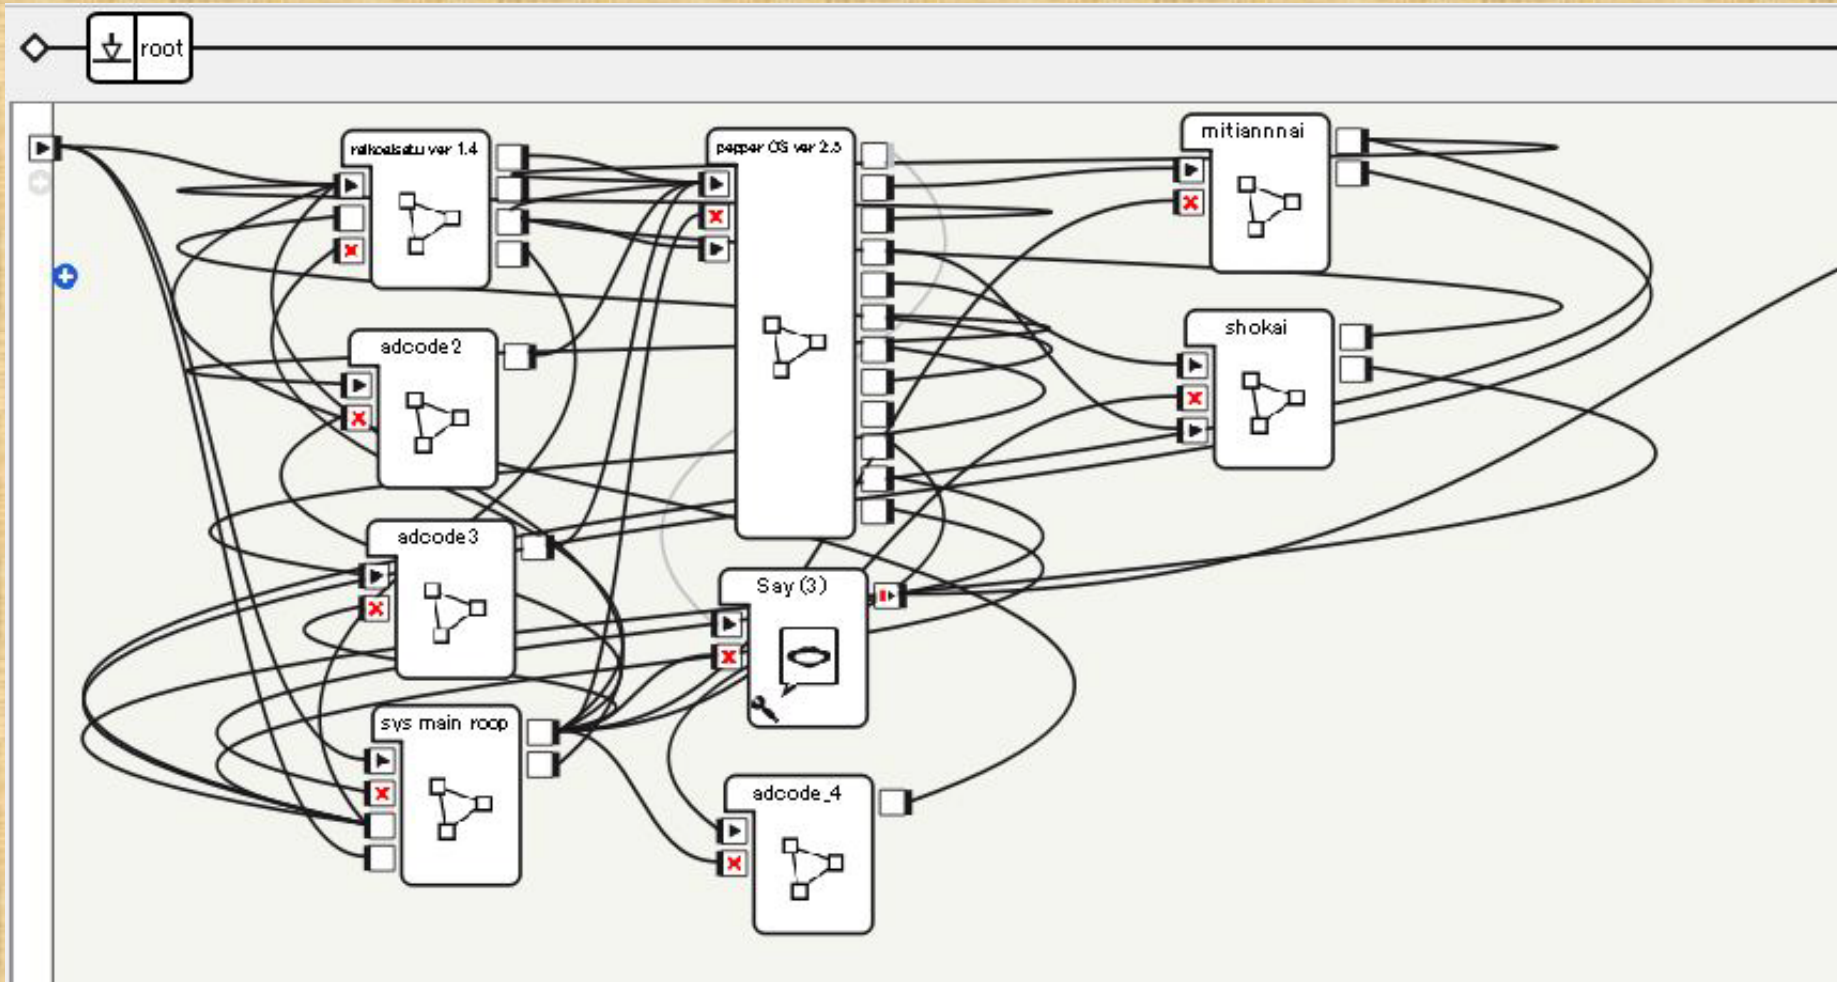 root
ver 1.4
pepper OS ver 2.5
mitiannnai
adcode2
shokai
adcode3
Say (3)
sys main roop
adcode_4